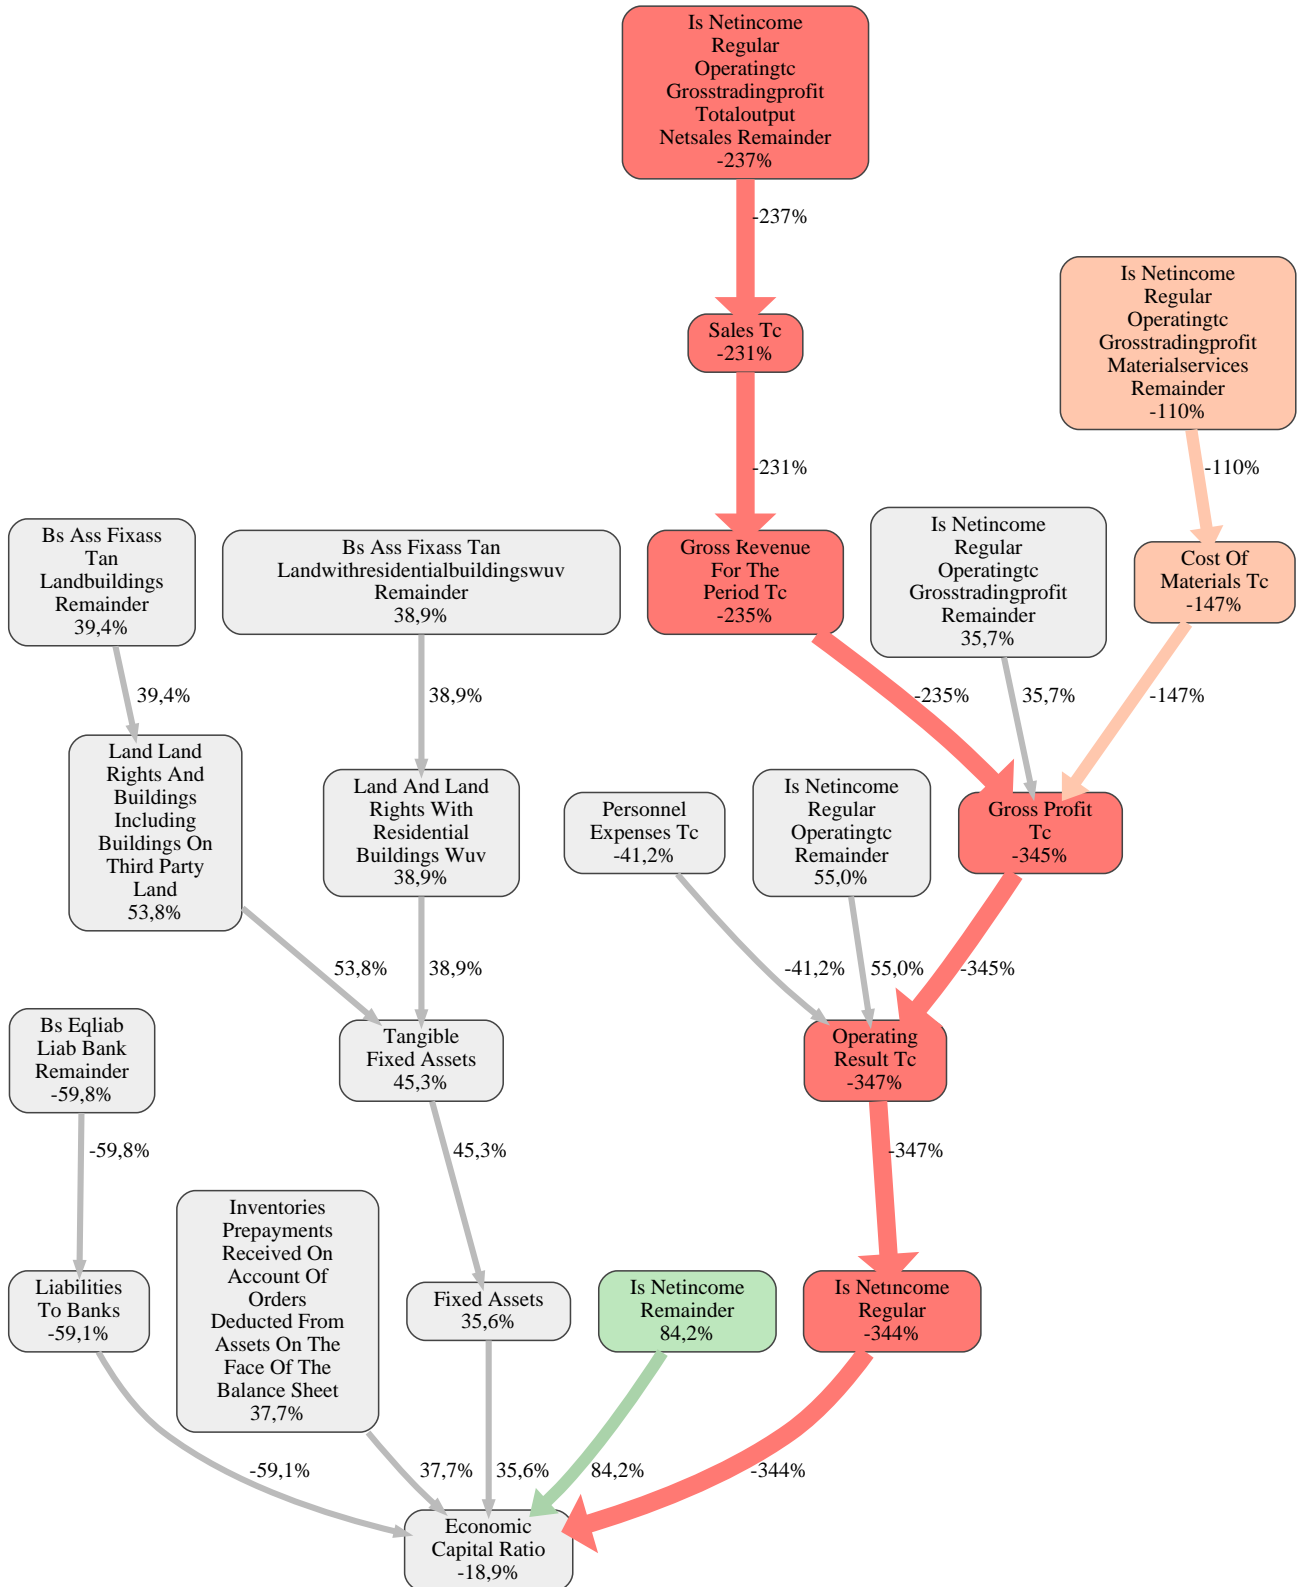 Is Netincome
Regular
Operatingtc
Grosstradingprofit
Totaloutput
Netsales Remainder
-237%
-237%
Sales Tc
-231%
Is Netincome
Regular
Operatingtc
Grosstradingprofit
Materialservices
Remainder
-110%
-231%
-110%
Bs Ass Fixass
Tan
Landbuildings
Remainder
39,4%
Bs Ass Fixass Tan
Landwithresidentialbuildingswuv
Remainder
38,9%
Gross Revenue
For The
Period Tc
-235%
Is Netincome
Regular
Operatingtc
Grosstradingprofit
Remainder
35,7%
Cost Of
Materials Tc
-147%
39,4%
38,9%
-235%
35,7%
-147%
Land Land
Rights And
Buildings
Including
Buildings On
Third Party
Land
53,8%
Land And Land
Rights With
Residential
Buildings Wuv
38,9%
Personnel
Expenses Tc
-41,2%
Is Netincome
Regular
Operatingtc
Remainder
55,0%
Gross Profit
Tc
-345%
53,8%
38,9%
-41,2%
55,0%
-345%
Bs Eqliab
Liab Bank
Remainder
-59,8%
Tangible
Fixed Assets
45,3%
Operating
Result Tc
-347%
-59,8%
45,3%
-347%
Liabilities
To Banks
-59,1%
Inventories
Prepayments
Received On
Account Of
Orders
Deducted From
Assets On The
Face Of The
Balance Sheet
37,7%
Fixed Assets
35,6%
Is Netincome
Remainder
84,2%
Is Netincome
Regular
-344%
-59,1%
37,7%
35,6%
84,2%
-344%
Economic
Capital Ratio
-18,9%